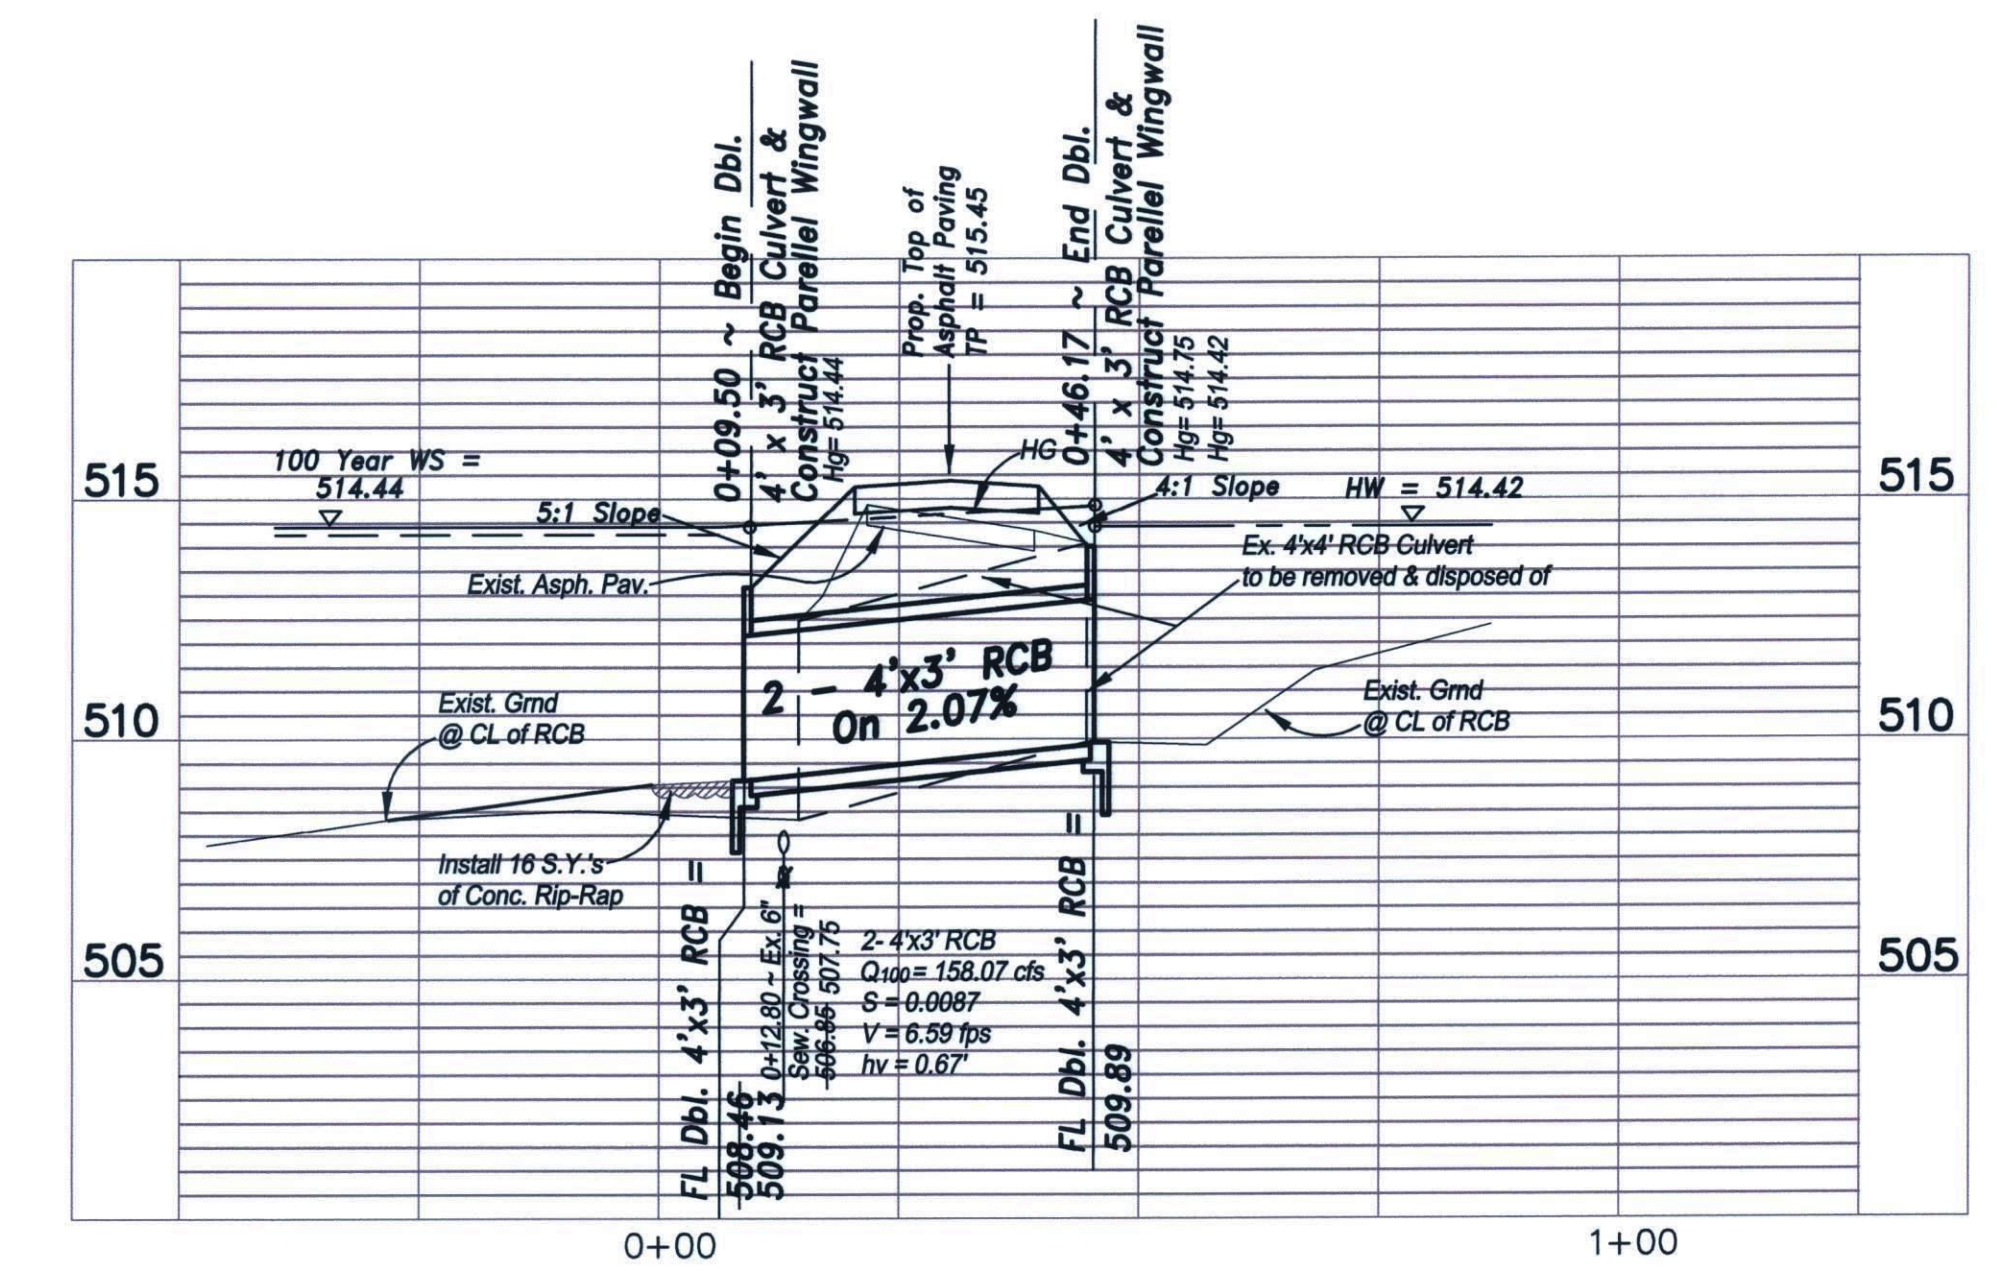 0+09.50 ~ Begin Dbl.
4' x 3' RCB Culvert &
Construct Parellel Wingwall
Hg= 514.44
Prop. Top of
Asphalt Paving
TP = 515.45
0+46.17 ~ End Dbl.
4' x 3' RCB Culvert &
Construct Parellel Wingwall
Hg= 514.75
Hg= 514.42
100 Year WS =
514.44
515
5:1 Slope
HG
4:1 Slope
HW = 514.42
515
Exist. Asph. Pav.
Ex. 4'x4' RCB Culvert
to be removed & disposed of
2 - 4'x3' RCB
On 2.07%
Exist. Grnd
@ CL of RCB
Exist. Grnd
@ CL of RCB
510
510
Install 16 S.Y.'s
of Conc. Rip-Rap
FL Dbl. 4'x3' RCB =
508.46
509.13
0+12.80 ~ Ex. 6"
Sew. Crossing =
506.85 507.75
2- 4'x3' RCB
Q100 = 158.07 cfs
S = 0.0087
V = 6.59 fps
hv = 0.67'
FL Dbl. 4'x3' RCB =
509.89
505
505
0+00
1+00